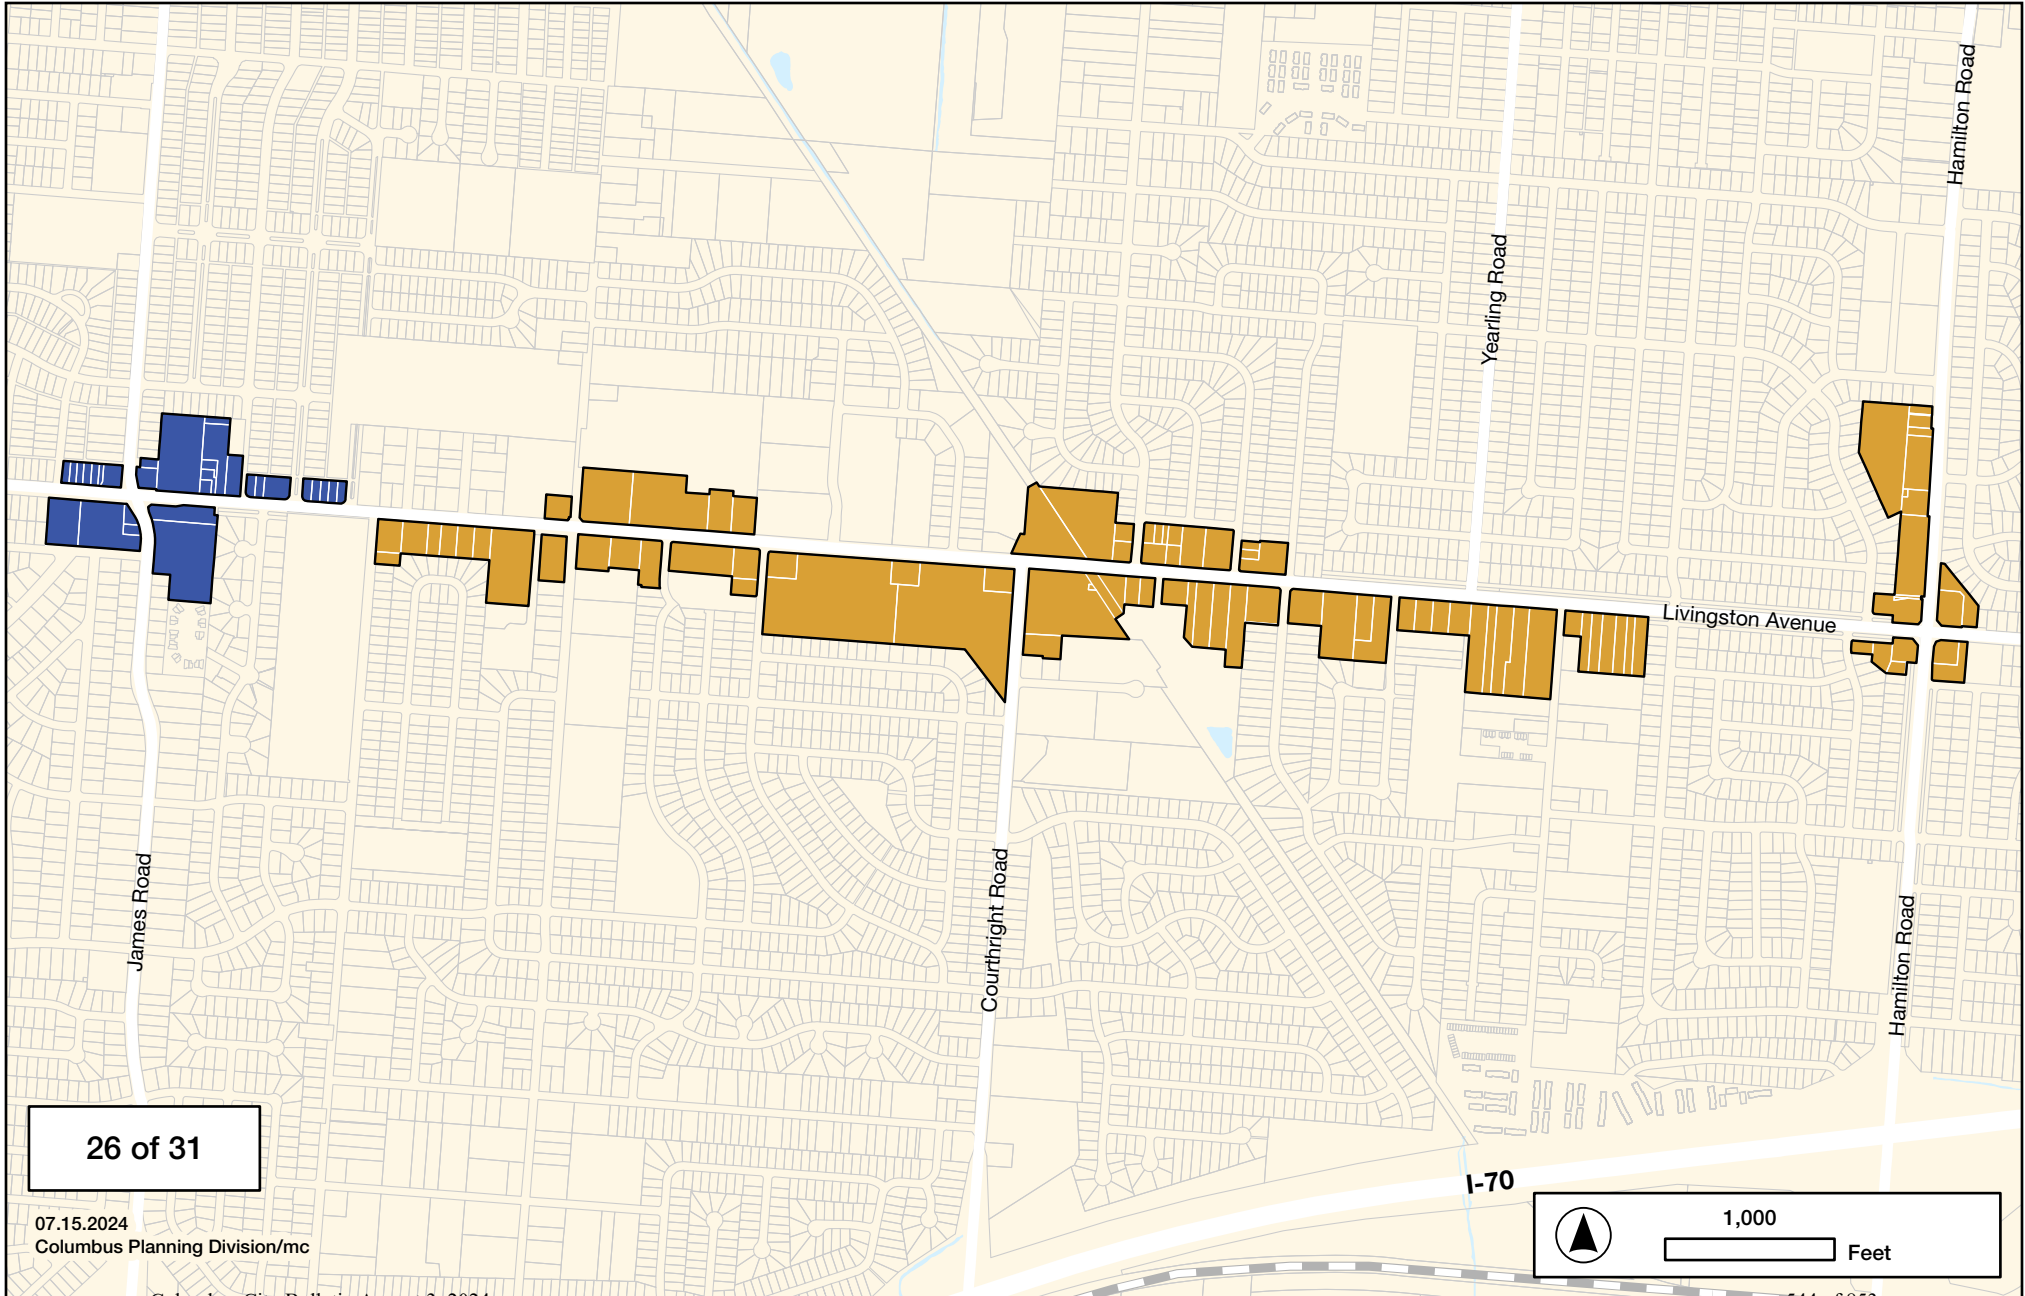 Hamilton Road
Yearling Road
Livingston Avenue
James Road
Courthright Road
Hamilton Road
I-70
26 of 31
07.15.2024
Columbus Planning Division/mc
1,000
Feet